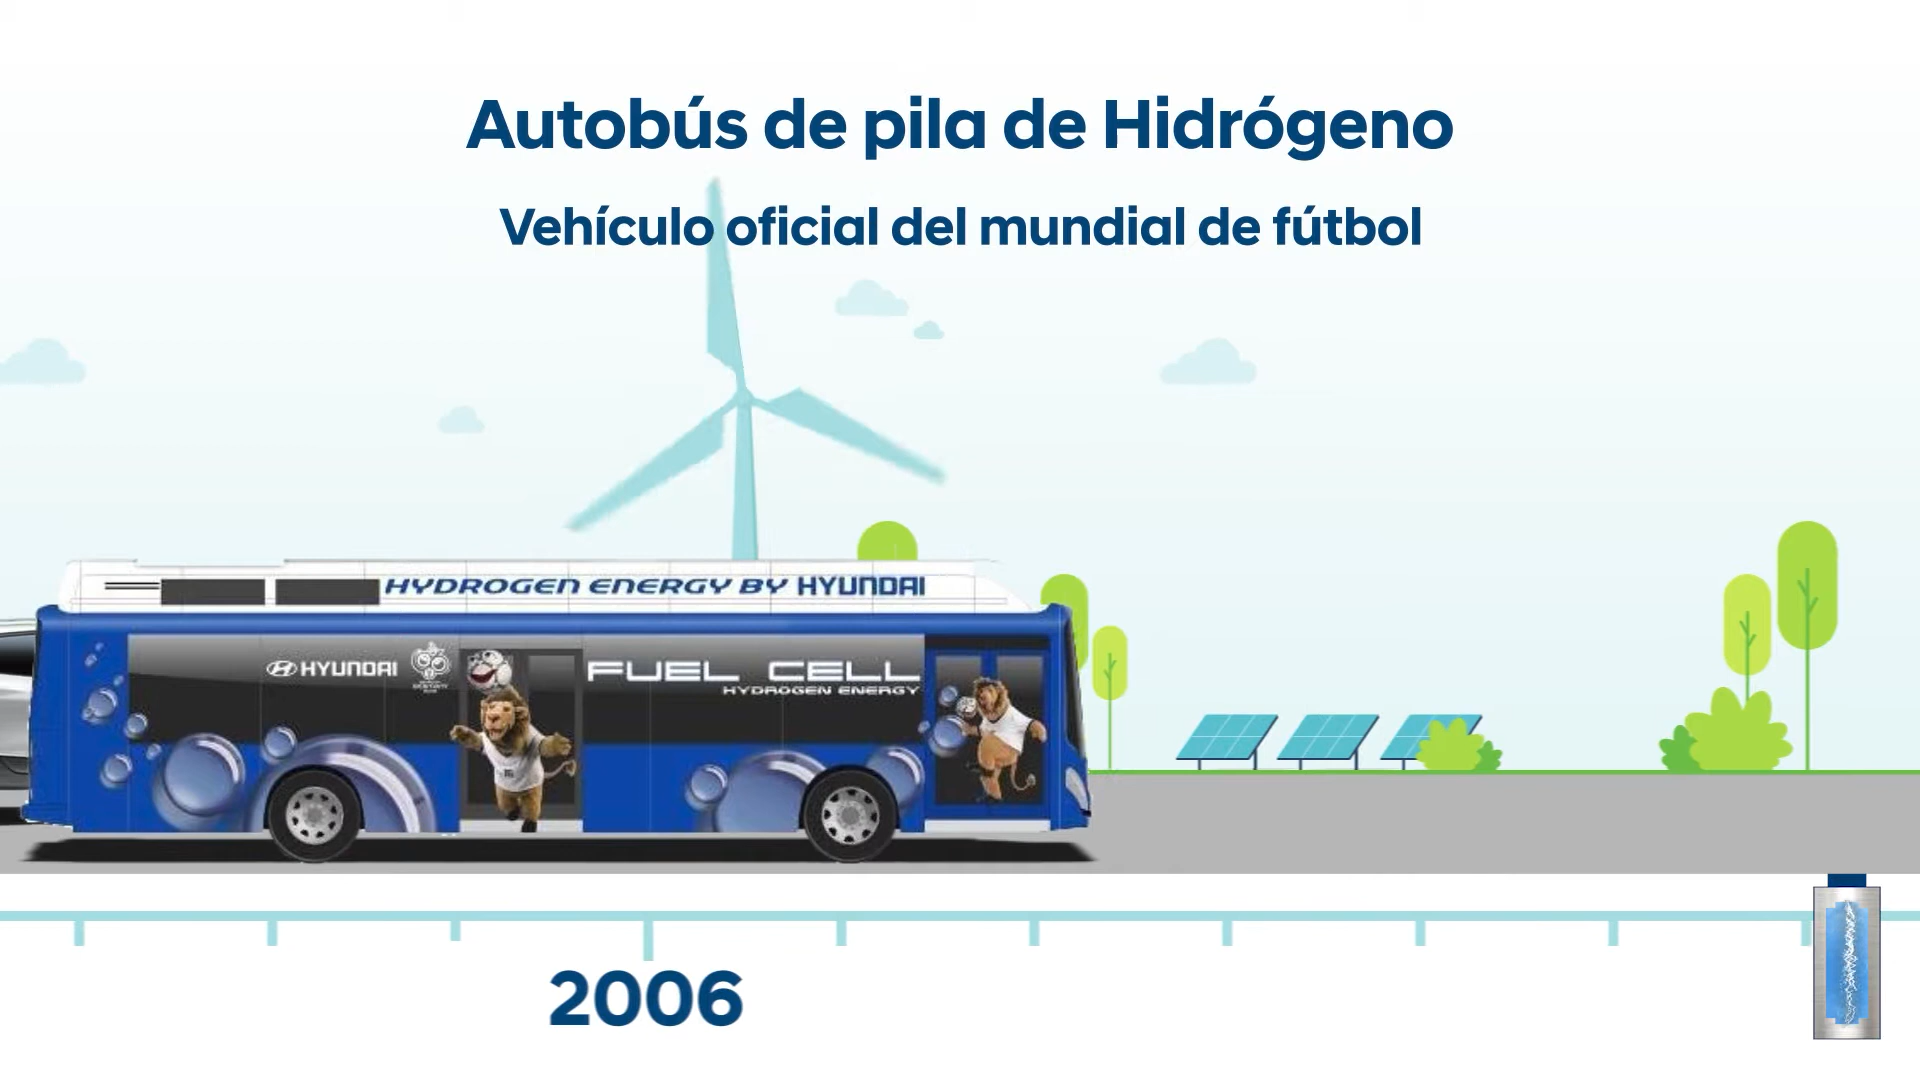 Autobús de pila de Hidrógeno
Vehículo oficial del mundial de fútbol
HYDROGEN ENERGY BY HYUNDAI
HYUNDAI
FUEL CELL
HYDROGEN ENERGY
2006